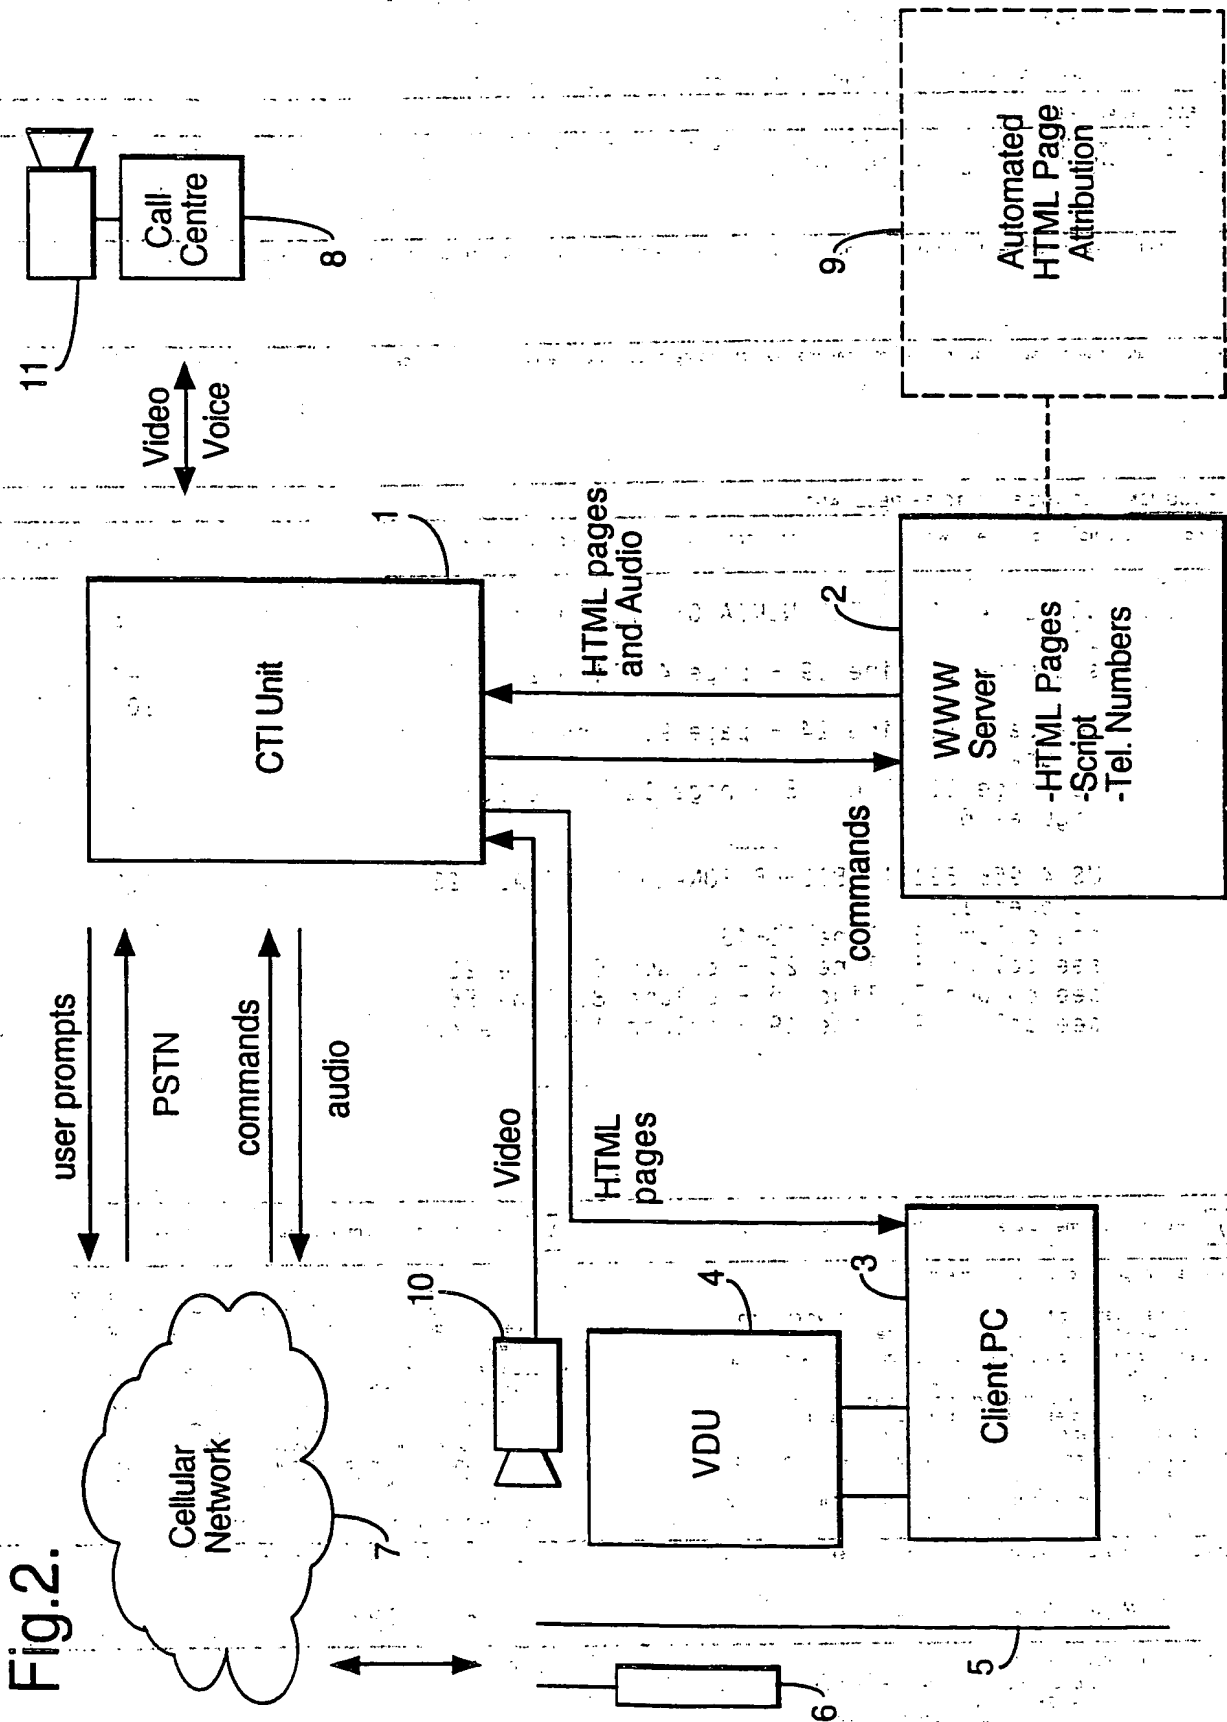 Fig.2.
Cellular
Network
7
user prompts
PSTN
commands
audio
CTI Unit
1
Video
Voice
11
Call
Centre
8
10
Video
HTML
pages
HTML pages
and Audio
commands
VDU
4
Client PC
3
6
5
WWW
Server
-HTML Pages
-Script
-Tel. Numbers
2
Automated
HTML Page
Attribution
9